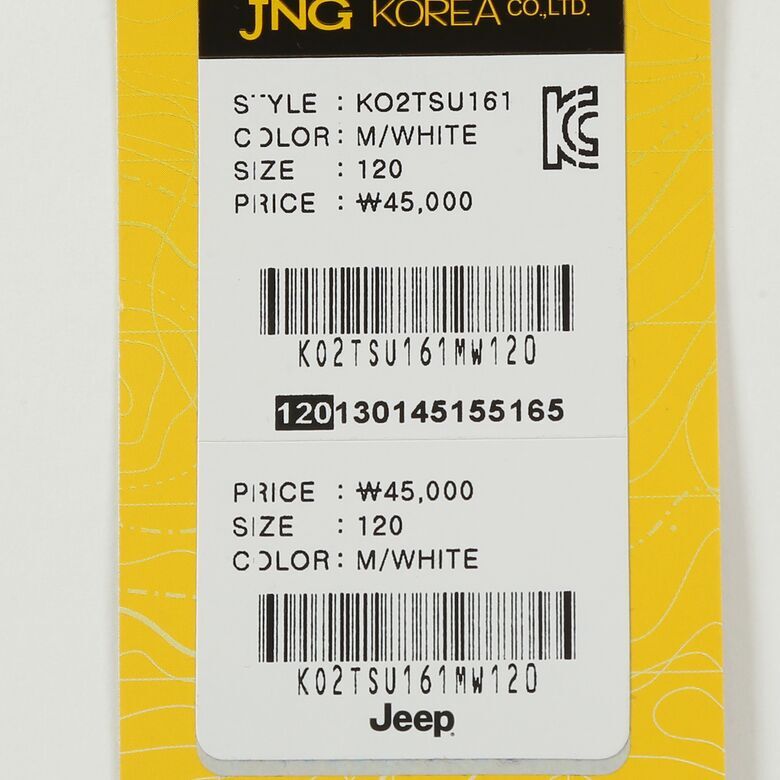 JNG KOREA CO.,LTD.
STYLE : KO2TSU161
COLOR : M/WHITE
SIZE : 120
PRICE : ₩45,000
KC
KO2TSU161MW120
120130145155165
PRICE : ₩45,000
SIZE : 120
COLOR : M/WHITE
KO2TSU161MW120
Jeep